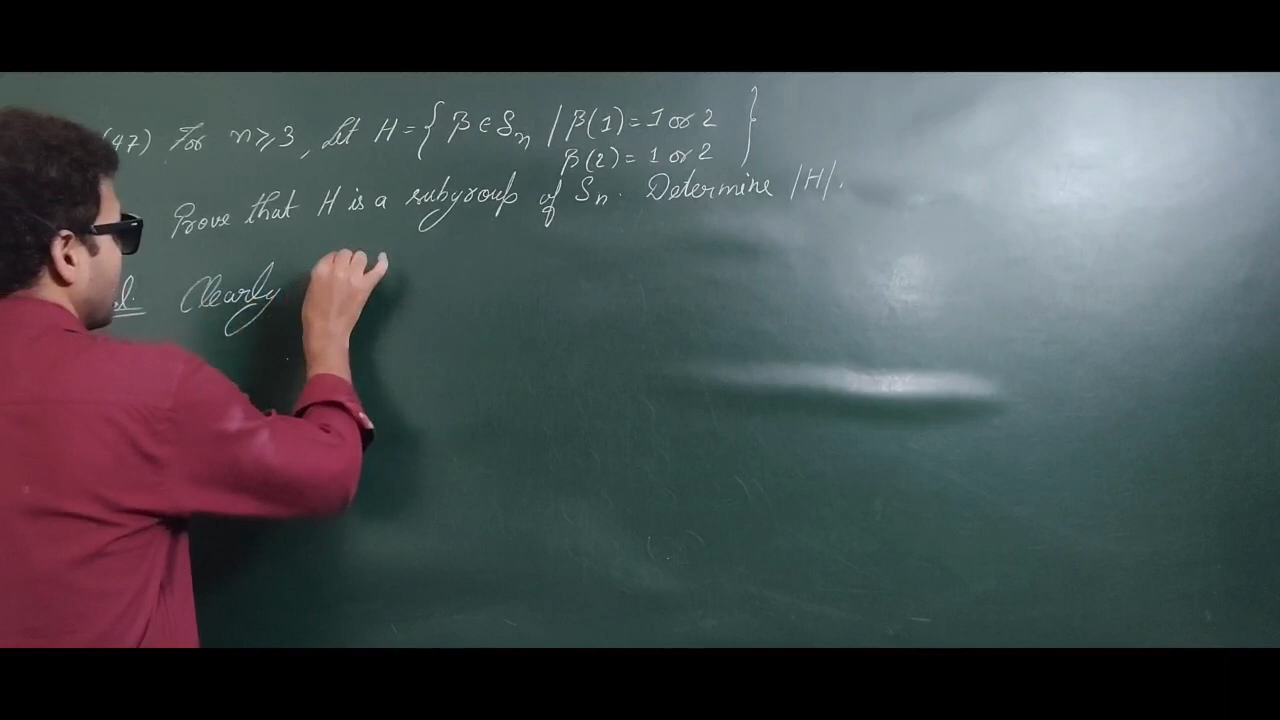 (47) For n ≥ 3, Let H = { β ∈ Sn / β(1) = 1 or 2
β(2) = 1 or 2 }
Prove that H is a subgroup of Sn. Determine |H|.
Clearly